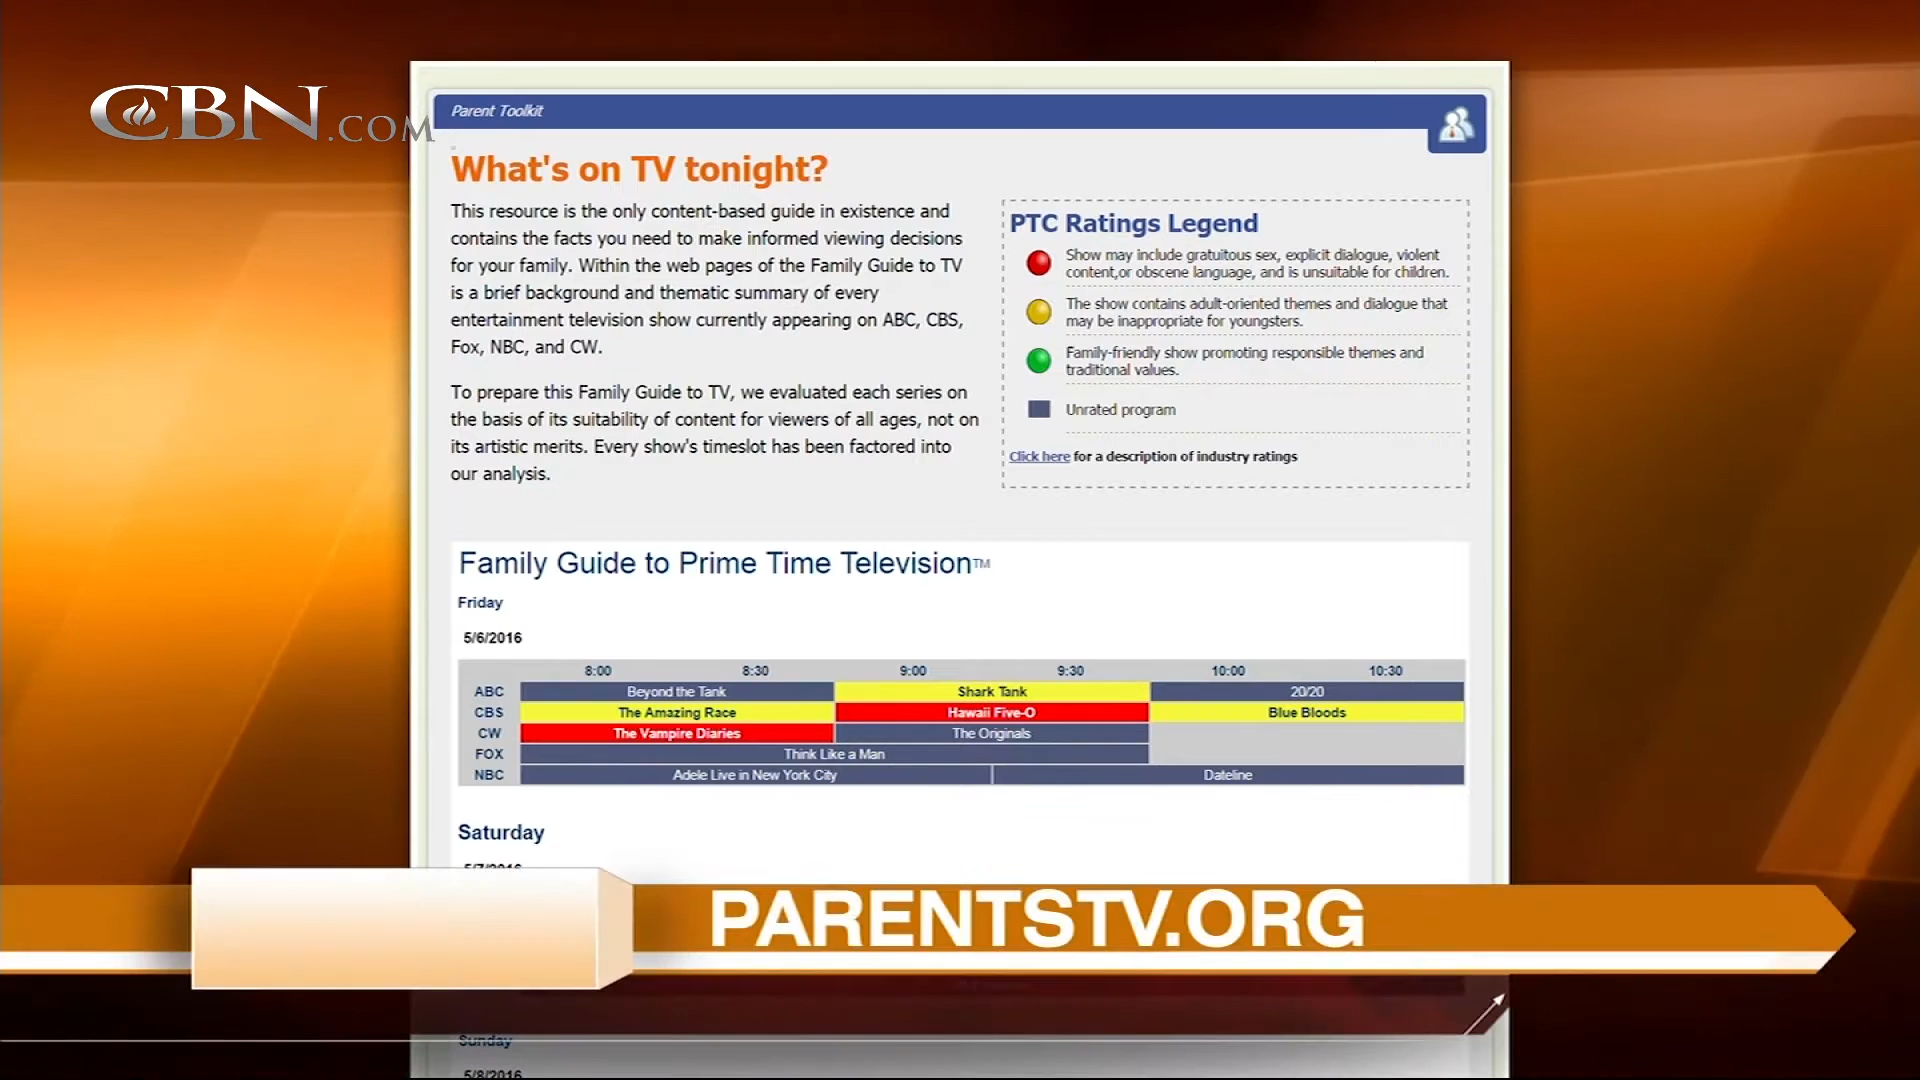 CBN.COM
Parent Toolkit
What's on TV tonight?
This resource is the only content-based guide in existence and
contains the facts you need to make informed viewing decisions
for your family. Within the web pages of the Family Guide to TV
is a brief background and thematic summary of every
entertainment television show currently appearing on ABC, CBS,
Fox, NBC, and CW.
To prepare this Family Guide to TV, we evaluated each series on
the basis of its suitability of content for viewers of all ages, not on
its artistic merits. Every show's timeslot has been factored into
our analysis.
PTC Ratings Legend
Show may include gratuitous sex, explicit dialogue, violent
content,or obscene language, and is unsuitable for children.
The show contains adult-oriented themes and dialogue that
may be inappropriate for youngsters.
Family-friendly show promoting responsible themes and
traditional values.
Unrated program
Click here for a description of industry ratings
Family Guide to Prime Time Television™
Friday
5/6/2016
8:00 8:30 9:00 9:30 10:00 10:30
ABC Beyond the Tank Shark Tank 20/20
CBS The Amazing Race Hawaii Five-O Blue Bloods
CW The Vampire Diaries The Originals
FOX Think Like a Man
NBC Adele Live in New York City Dateline
Saturday
5/7/2016
PARENTSTV.ORG
Sunday
5/8/2016